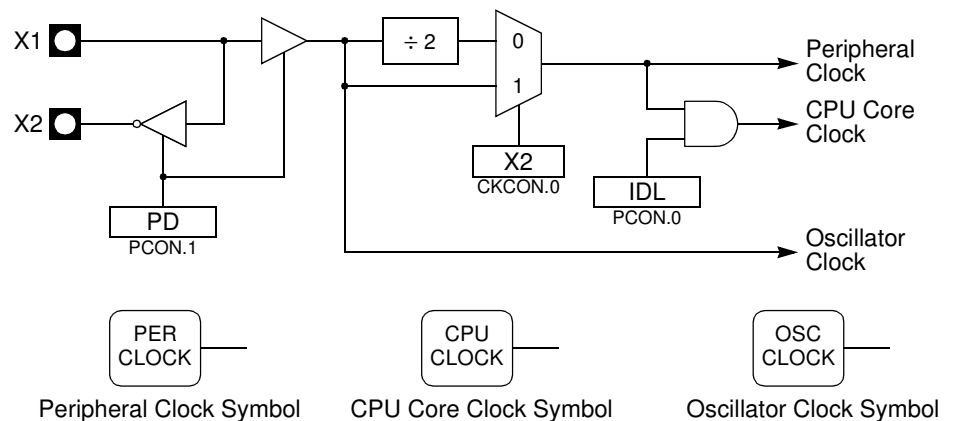 X1
÷ 2
0
1
Peripheral
Clock
X2
CPU Core
Clock
X2
CKCON.0
IDL
PCON.0
PD
PCON.1
Oscillator
Clock
PER
CLOCK
Peripheral Clock Symbol
CPU
CLOCK
CPU Core Clock Symbol
OSC
CLOCK
Oscillator Clock Symbol